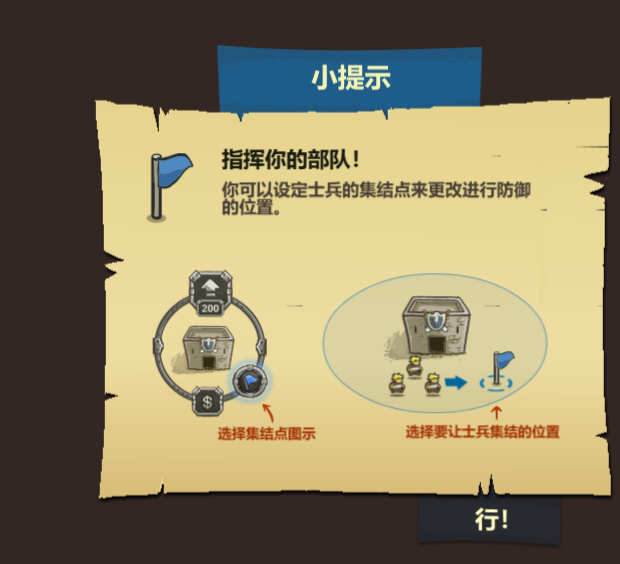 小提示
指挥你的部队！
你可以设定士兵的集结点来更改进行防御
的位置。
200
$
选择集结点图示
选择要让士兵集结的位置
行！